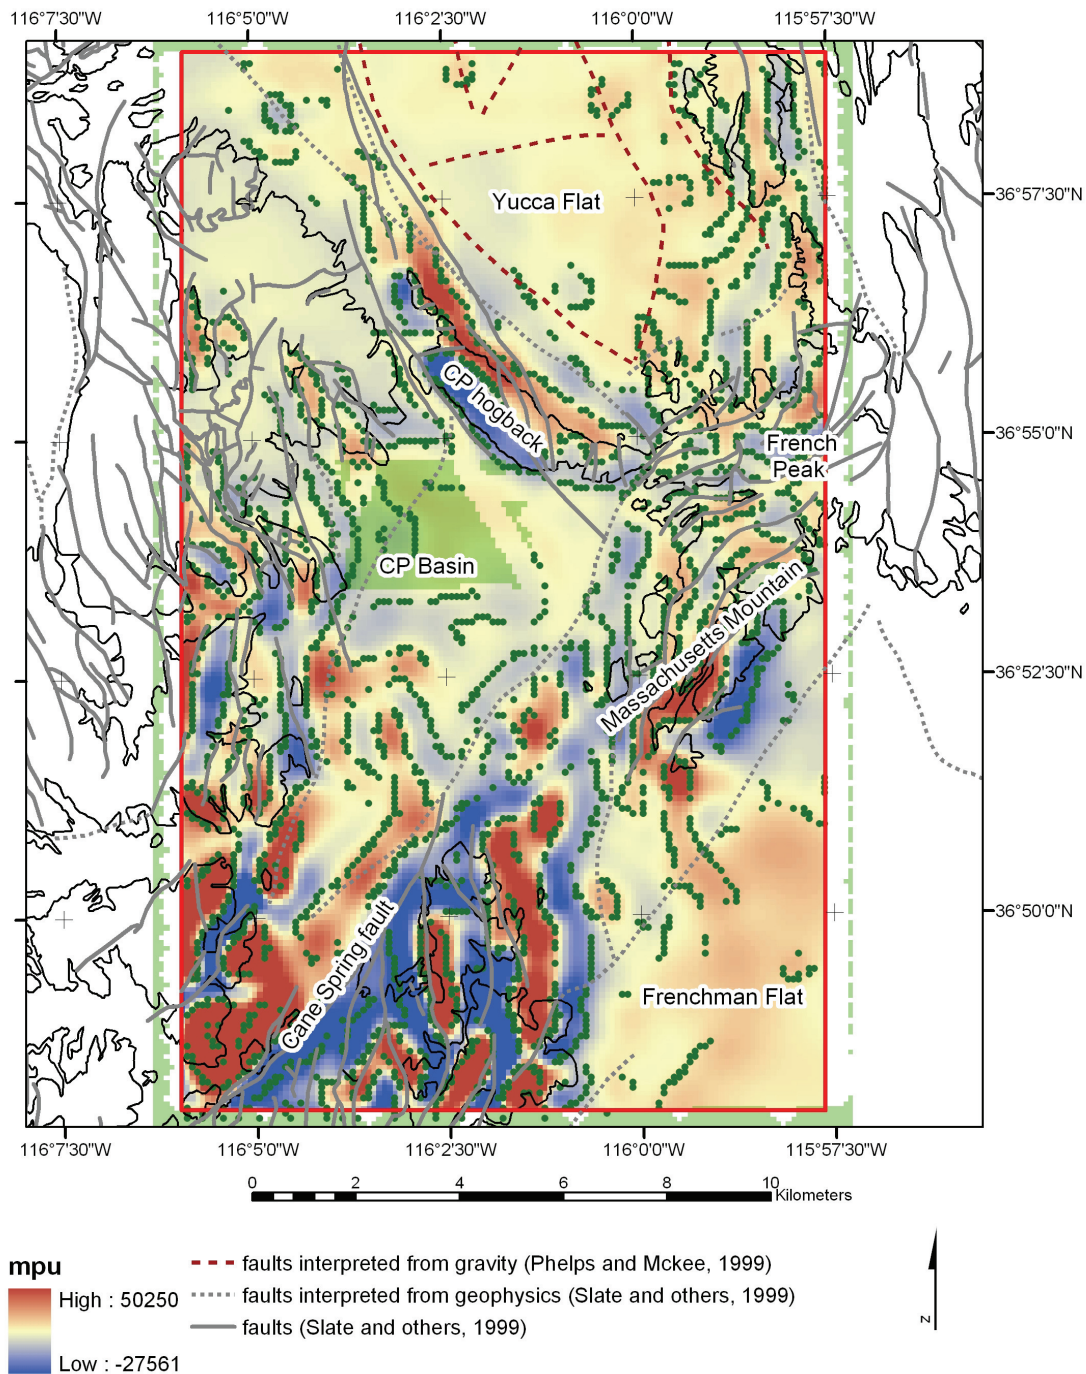 116°7'30"W 116°5'0"W 116°2'30"W 116°0'0"W 115°57'30"W
36°57'30"N
Yucca Flat
CP hogback
36°55'0"N
French
Peak
CP Basin
Massachusetts Mountain
36°52'30"N
36°50'0"N
Cane Spring fault
Frenchman Flat
116°7'30"W 116°5'0"W 116°2'30"W 116°0'0"W 115°57'30"W
0 2 4 6 8 10
Kilometers
mpu
High : 50250
Low : -27561
faults interpreted from gravity (Phelps and Mckee, 1999)
faults interpreted from geophysics (Slate and others, 1999)
faults (Slate and others, 1999)
N